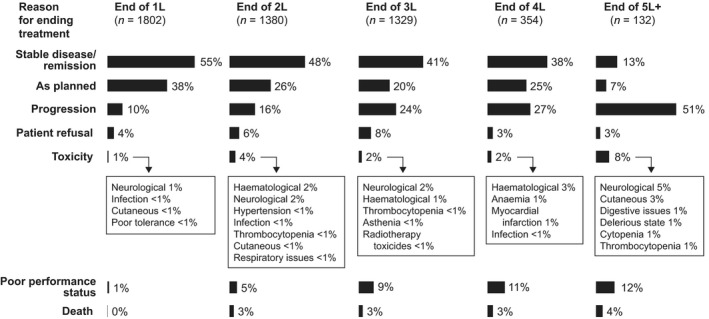 Reason for ending treatment
End of 1L (n = 1802)
End of 2L (n = 1380)
End of 3L (n = 1329)
End of 4L (n = 354)
End of 5L+ (n = 132)
Stable disease/ remission 55% 48% 41% 38% 13%
As planned 38% 26% 20% 25% 7%
Progression 10% 16% 24% 27% 51%
Patient refusal 4% 6% 8% 3% 3%
Toxicity 1% 4% 2% 2% 8%
Neurological 1%
Infection <1%
Cutaneous <1%
Poor tolerance <1%
Haematological 2%
Neurological 2%
Hypertension <1%
Infection <1%
Thrombocytopenia <1%
Cutaneous <1%
Respiratory issues <1%
Neurological 2%
Haematological 1%
Thrombocytopenia <1%
Asthenia <1%
Radiotherapy
toxicides <1%
Haematological 3%
Anaemia 1%
Myocardial
infarction 1%
Infection <1%
Neurological 5%
Cutaneous 3%
Digestive issues 1%
Delerious state 1%
Cytopenia 1%
Thrombocytopenia 1%
Poor performance status 1% 5% 9% 11% 12%
Death 0% 3% 3% 3% 4%